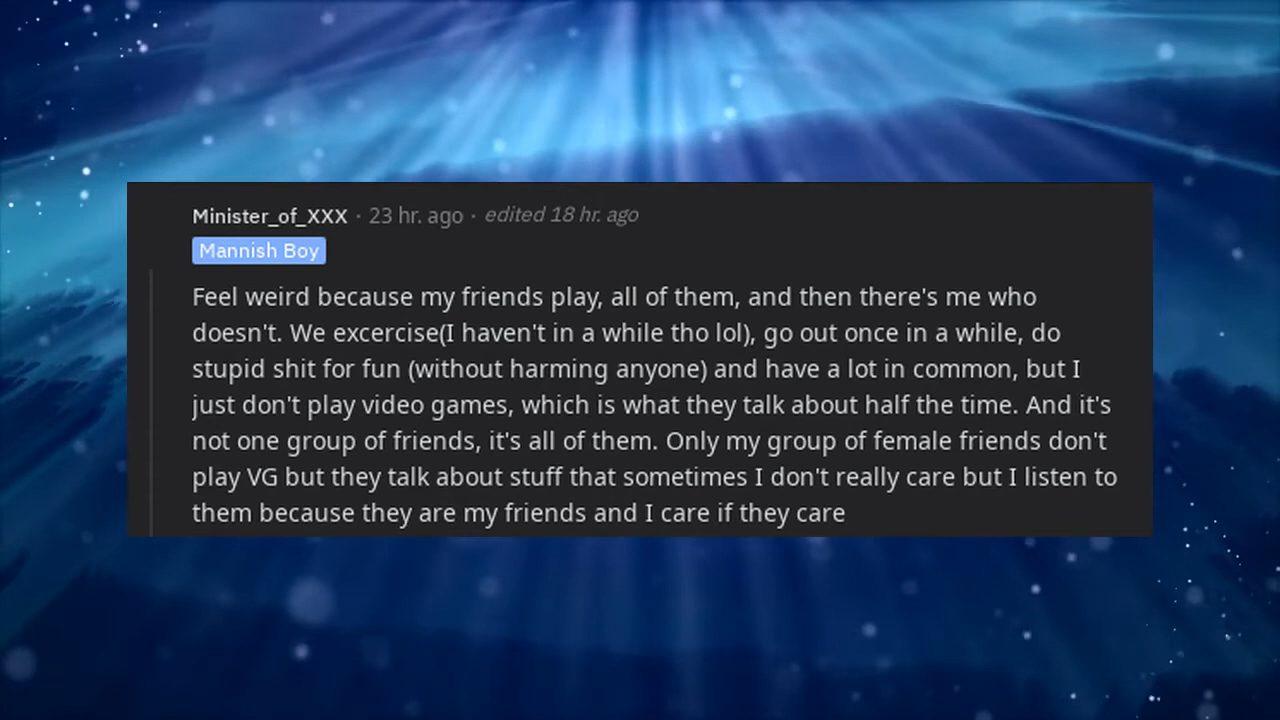 Minister_of_XXX · 23 hr. ago · edited 18 hr. ago
Mannish Boy
Feel weird because my friends play, all of them, and then there's me who
doesn't. We excercise(I haven't in a while tho lol), go out once in a while, do
stupid shit for fun (without harming anyone) and have a lot in common, but I
just don't play video games, which is what they talk about half the time. And it's
not one group of friends, it's all of them. Only my group of female friends don't
play VG but they talk about stuff that sometimes I don't really care but I listen to
them because they are my friends and I care if they care